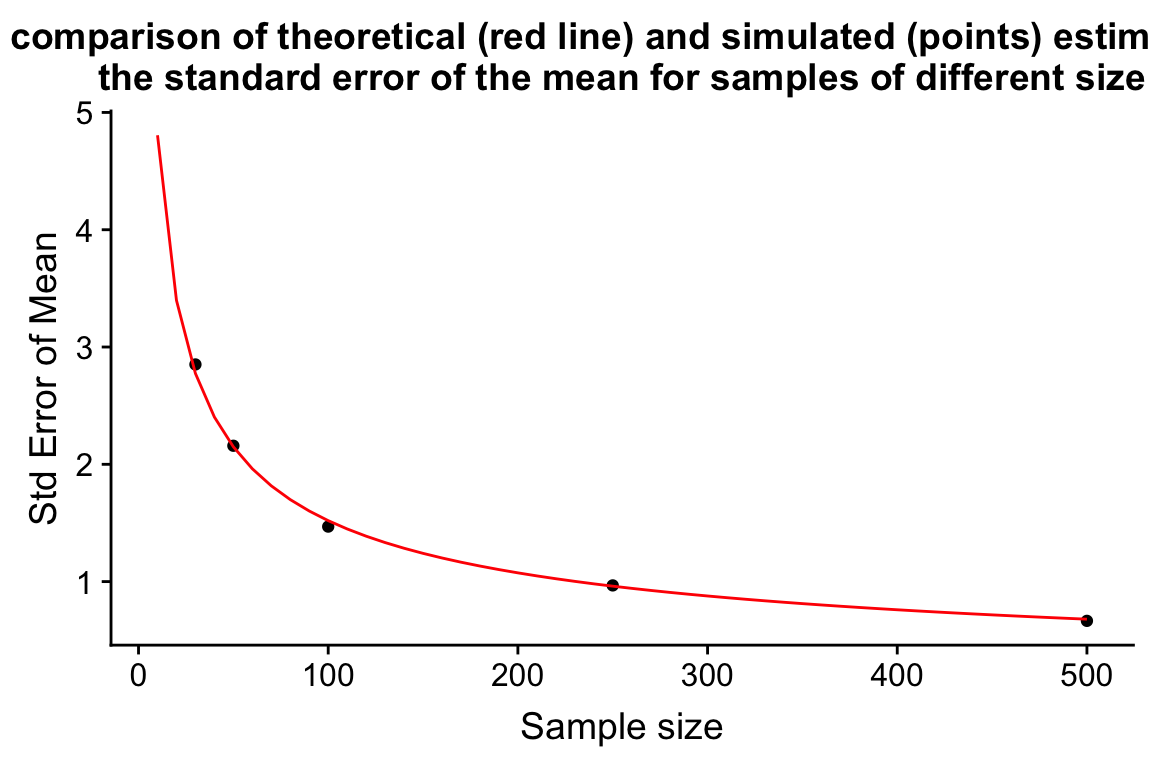 comparison of theoretical (red line) and simulated (points) estim
the standard error of the mean for samples of different size
5
4
3
2
1
Std Error of Mean
0 100 200 300 400 500
Sample size